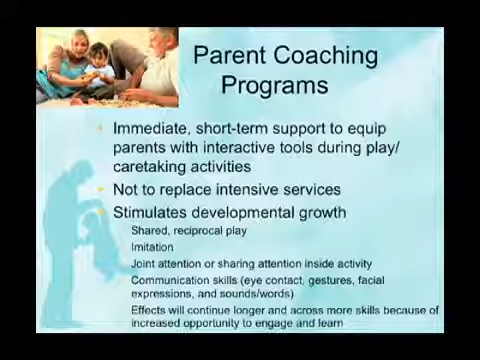 Parent Coaching
Programs
Immediate, short-term support to equip
parents with interactive tools during play/
caretaking activities
Not to replace intensive services
Stimulates developmental growth
Shared, reciprocal play
Imitation
Joint attention or sharing attention inside activity
Communication skills (eye contact, gestures, facial
expressions, and sounds/words)
Effects will continue longer and across more skills because of
increased opportunity to engage and learn